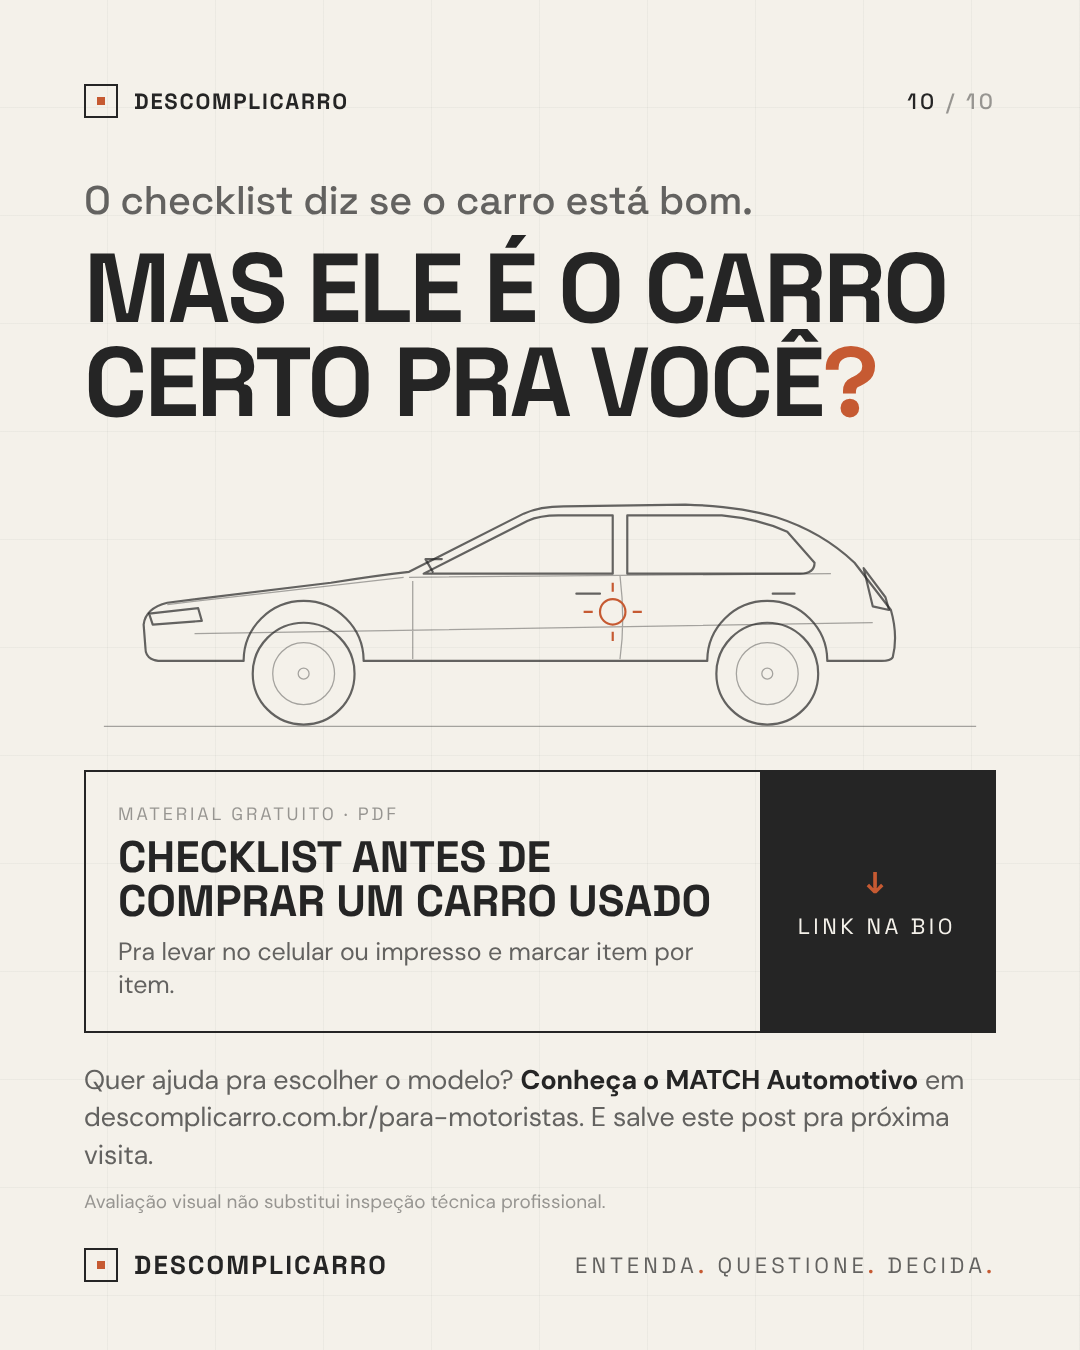 DESCOMPLICARRO
10 / 10
O checklist diz se o carro está bom.
MAS ELE É O CARRO
CERTO PRA VOCÊ?
MATERIAL GRATUITO · PDF
CHECKLIST ANTES DE
COMPRAR UM CARRO USADO
Pra levar no celular ou impresso e marcar item por
item.
↓
LINK NA BIO
Quer ajuda pra escolher o modelo? Conheça o MATCH Automotivo em
descomplicarro.com.br/para-motoristas. E salve este post pra próxima
visita.
Avaliação visual não substitui inspeção técnica profissional.
DESCOMPLICARRO
ENTENDA. QUESTIONE. DECIDA.